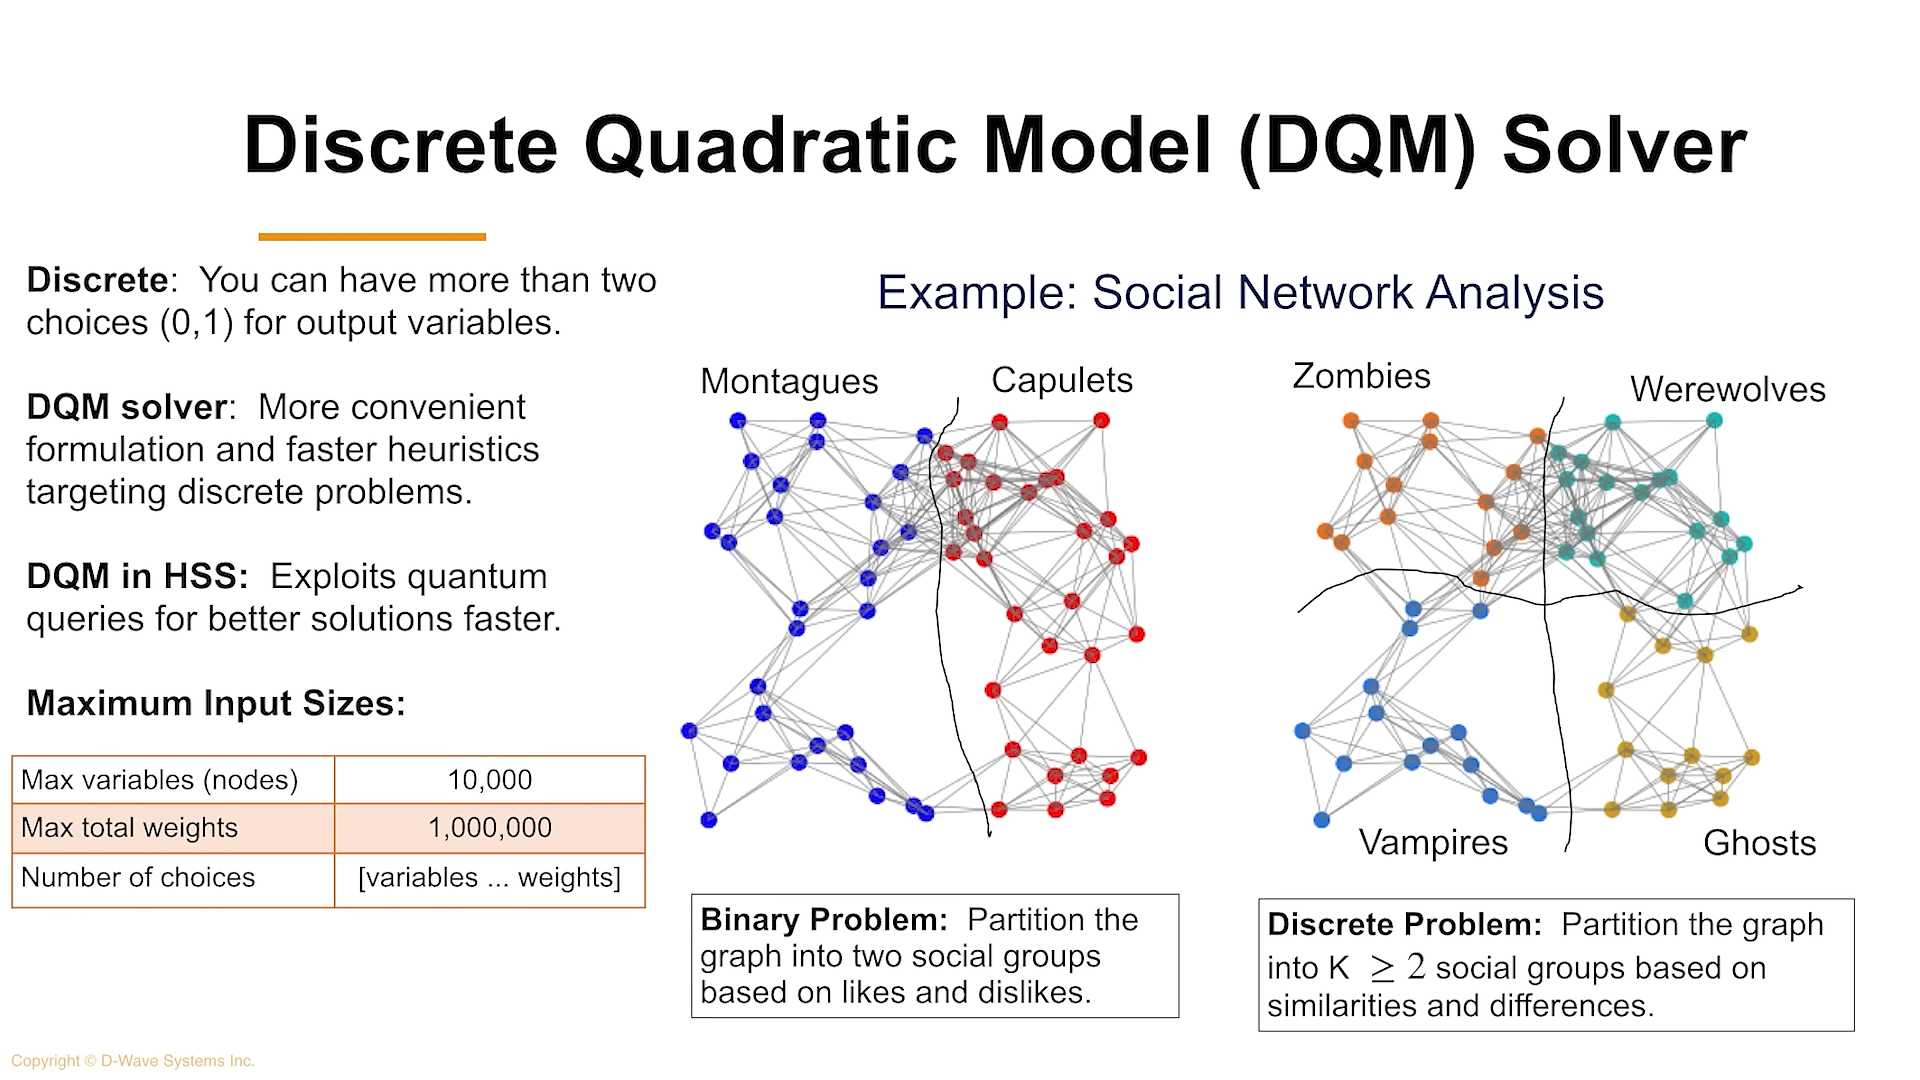 Discrete Quadratic Model (DQM) Solver
Discrete:  You can have more than two
choices (0,1) for output variables.
DQM solver:  More convenient
formulation and faster heuristics
targeting discrete problems.
DQM in HSS:  Exploits quantum
queries for better solutions faster.
Maximum Input Sizes:
Max variables (nodes) 10,000
Max total weights 1,000,000
Number of choices [variables ... weights]
Example: Social Network Analysis
Montagues
Capulets
Binary Problem:  Partition the
graph into two social groups
based on likes and dislikes.
Zombies
Werewolves
Vampires
Ghosts
Discrete Problem:  Partition the graph
into K ≥ 2 social groups based on
similarities and differences.
Copyright © D-Wave Systems Inc.